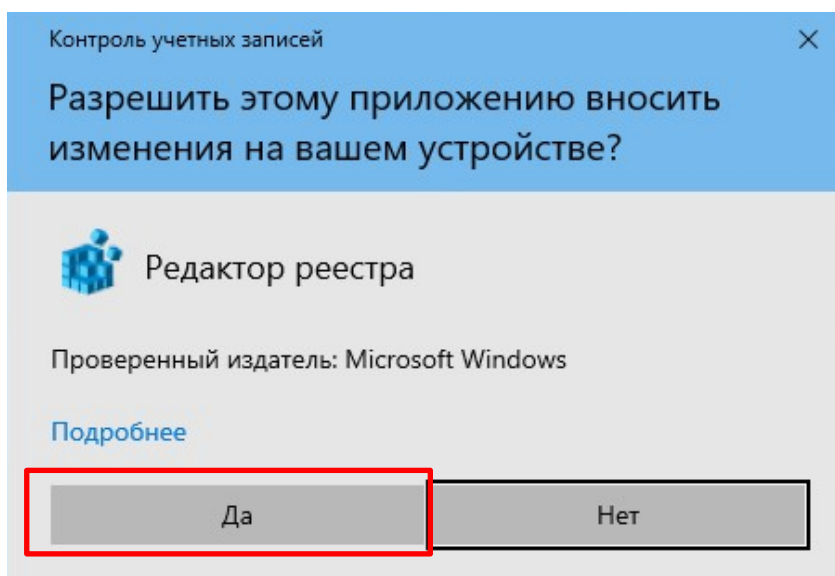 Контроль учетных записей
Разрешить этому приложению вносить
изменения на вашем устройстве?
Редактор реестра
Проверенный издатель: Microsoft Windows
Подробнее
Да
Нет